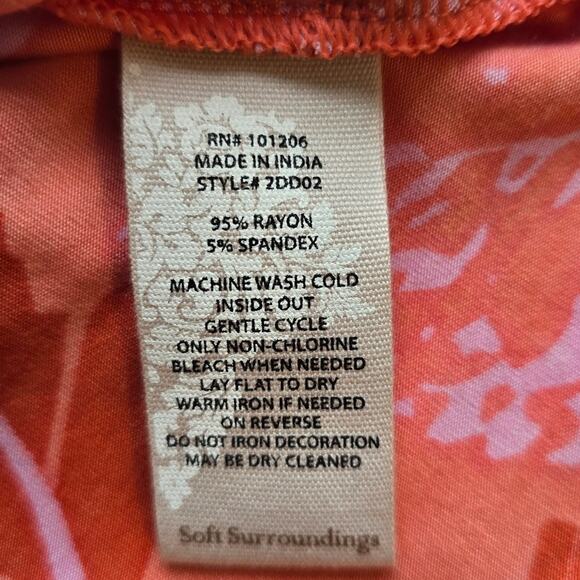 RN# 101206
MADE IN INDIA
STYLE# 2DD02
95% RAYON
5% SPANDEX
MACHINE WASH COLD
INSIDE OUT
GENTLE CYCLE
ONLY NON-CHLORINE
BLEACH WHEN NEEDED
LAY FLAT TO DRY
WARM IRON IF NEEDED
ON REVERSE
DO NOT IRON DECORATION
MAY BE DRY CLEANED
Soft Surroundings